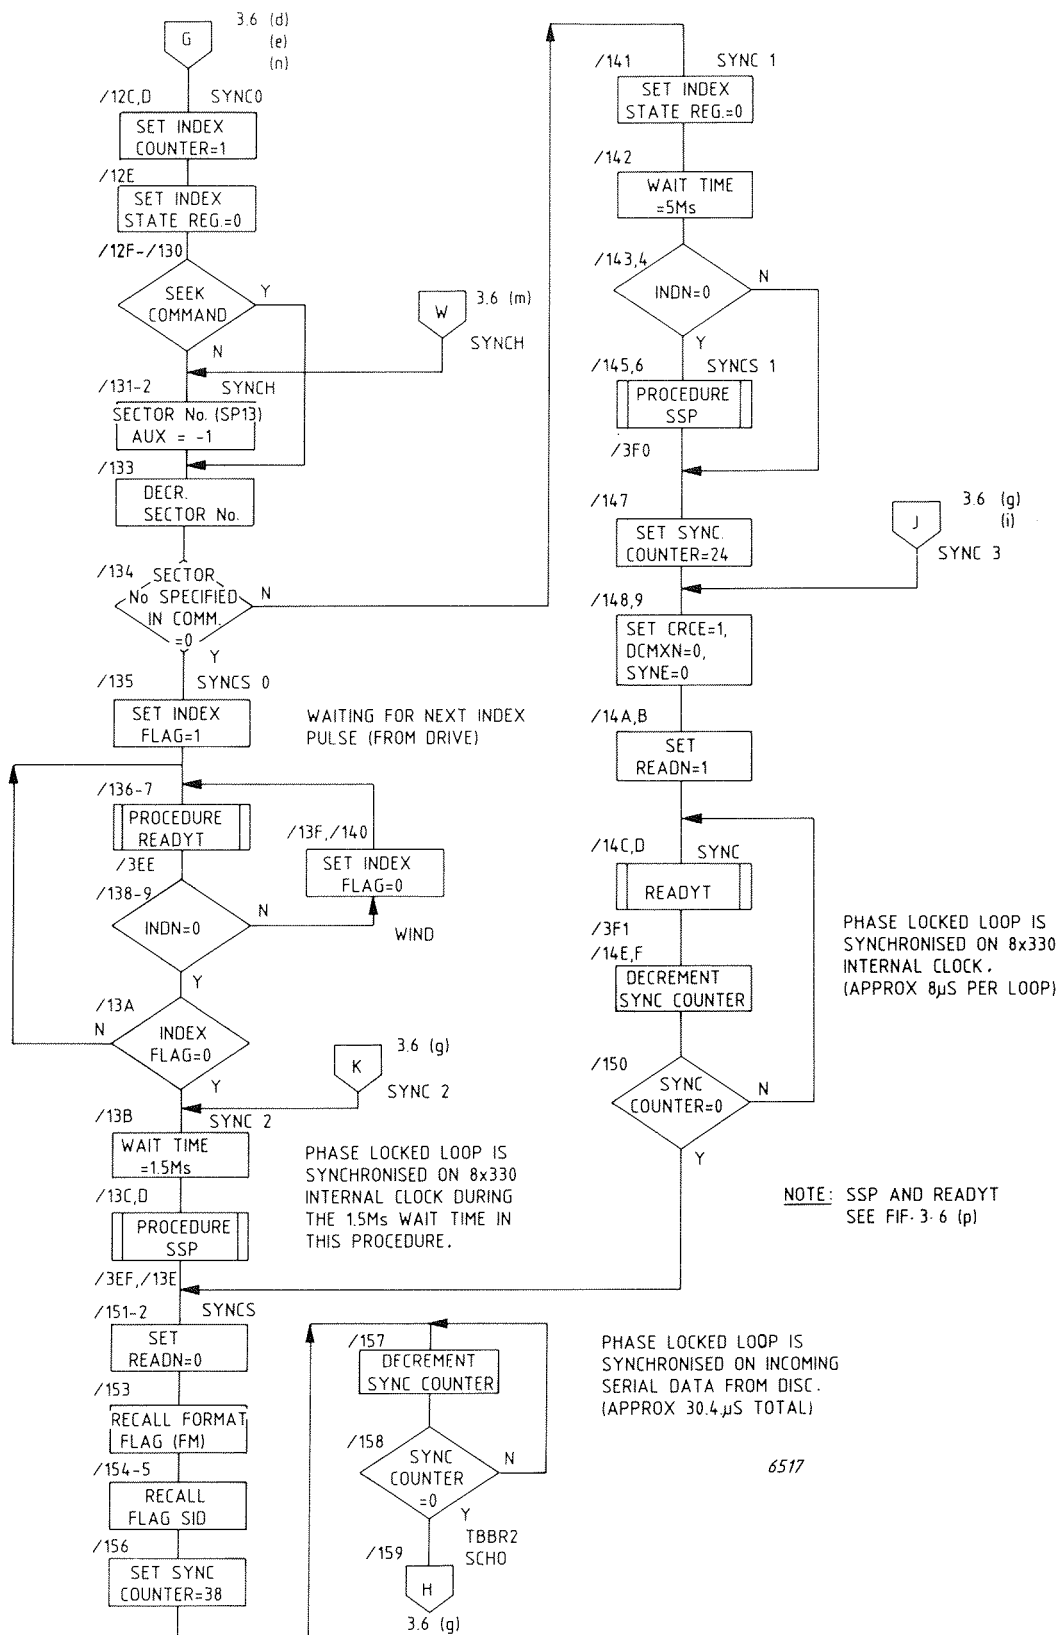 G
3.6 (d)
(e)
(n)
/12C,D
SYNC0
SET INDEX
COUNTER=1
/12E
SET INDEX
STATE REG.=0
/12F-/130
SEEK
COMMAND
Y
N
W
3.6 (m)
SYNCH
/131-2
SYNCH
SECTOR No. (SP13)
AUX = -1
/133
DECR.
SECTOR No.
/134
SECTOR
No SPECIFIED
IN COMM.
=0
N
Y
/135
SYNCS 0
SET INDEX
FLAG=1
WAITING FOR NEXT INDEX
PULSE (FROM DRIVE)
/136-7
PROCEDURE
READYT
/3EE
/13F,/140
SET INDEX
FLAG=0
WIND
/138-9
INDN=0
N
Y
/13A
N
INDEX
FLAG=0
Y
K
3.6 (g)
SYNC 2
/13B
SYNC 2
WAIT TIME
=1.5Ms
PHASE LOCKED LOOP IS
SYNCHRONISED ON 8x330
INTERNAL CLOCK DURING
THE 1.5Ms WAIT TIME IN
THIS PROCEDURE.
/13C,D
PROCEDURE
SSP
/3EF,/13E
/151-2
SYNCS
SET
READN=0
/153
RECALL FORMAT
FLAG (FM)
/154-5
RECALL
FLAG SID
/156
SET SYNC
COUNTER=38
/157
DECREMENT
SYNC COUNTER
/158
SYNC
COUNTER
=0
N
Y
TBBR2
SCHO
/159
H
3.6 (g)
/141
SYNC 1
SET INDEX
STATE REG.=0
/142
WAIT TIME
=5Ms
/143,4
INDN=0
N
Y
/145,6
SYNCS 1
PROCEDURE
SSP
/3F0
/147
SET SYNC.
COUNTER=24
J
3.6 (g)
(i)
SYNC 3
/148,9
SET CRCE=1,
DCMXN=0,
SYNE=0
/14A,B
SET
READN=1
/14C,D
SYNC
READYT
/3F1
/14E,F
DECREMENT
SYNC COUNTER
/150
SYNC
COUNTER=0
N
Y
PHASE LOCKED LOOP IS
SYNCHRONISED ON 8x330
INTERNAL CLOCK.
(APPROX 8µS PER LOOP)
NOTE: SSP AND READYT
SEE FIF. 3.6 (p)
PHASE LOCKED LOOP IS
SYNCHRONISED ON INCOMING
SERIAL DATA FROM DISC.
(APPROX 30.4µS TOTAL)
6517